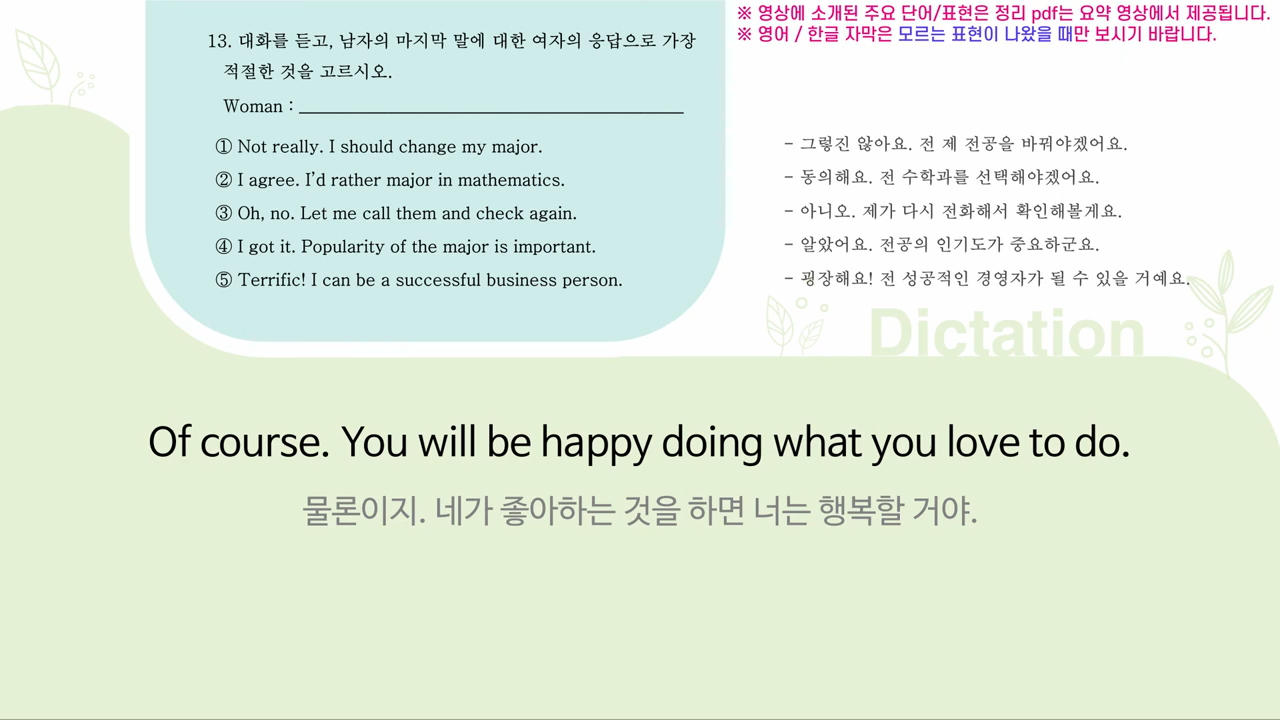 ※ 영상에 소개된 주요 단어/표현은 정리 pdf는 요약 영상에서 제공됩니다.
※ 영어 / 한글 자막은 모르는 표현이 나왔을 때만 보시기 바랍니다.
13. 대화를 듣고, 남자의 마지막 말에 대한 여자의 응답으로 가장
적절한 것을 고르시오.
Woman :
① Not really. I should change my major.
② I agree. I'd rather major in mathematics.
③ Oh, no. Let me call them and check again.
④ I got it. Popularity of the major is important.
⑤ Terrific! I can be a successful business person.
- 그렇진 않아요. 전 제 전공을 바꿔야겠어요.
- 동의해요. 전 수학과를 선택해야겠어요.
- 아니오. 제가 다시 전화해서 확인해볼게요.
- 알았어요. 전공의 인기도가 중요하군요.
- 굉장해요! 전 성공적인 경영자가 될 수 있을 거예요.
Dictation
Of course. You will be happy doing what you love to do.
물론이지. 네가 좋아하는 것을 하면 너는 행복할 거야.